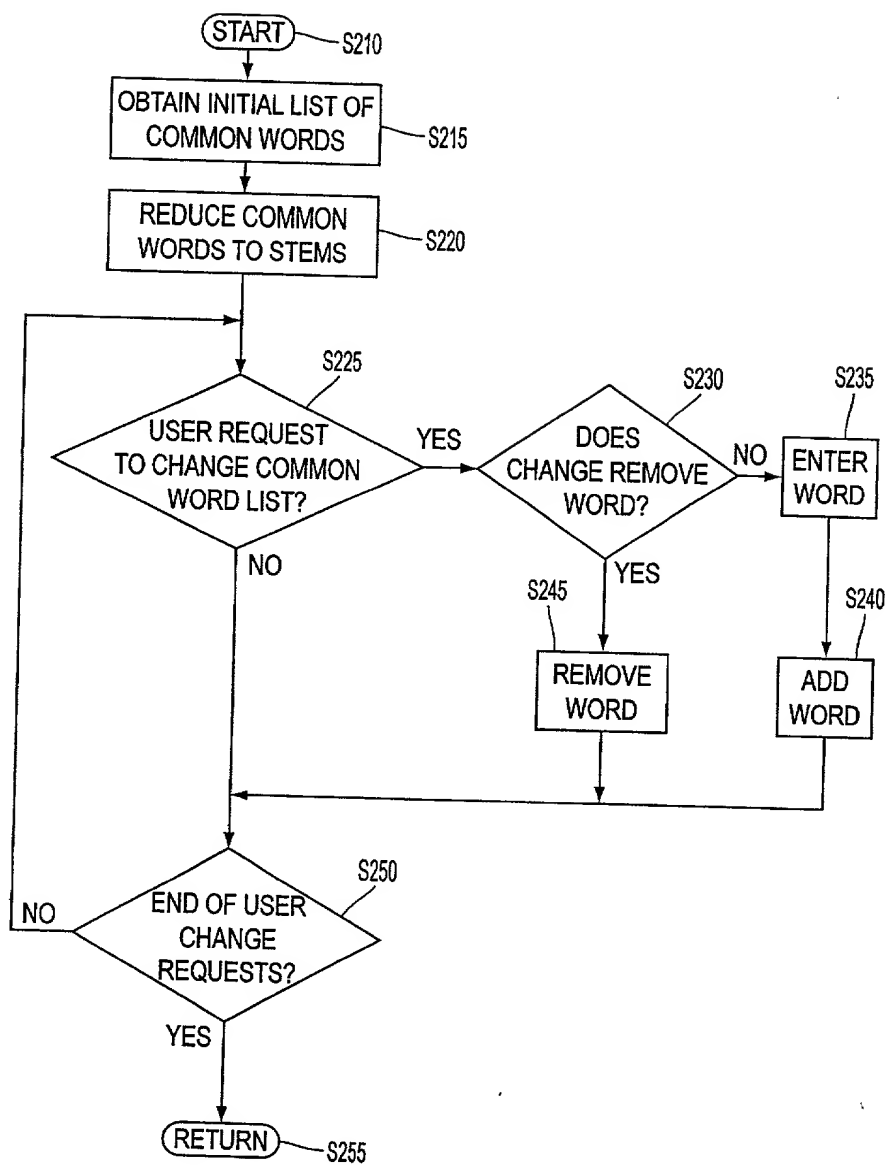 START
S210
OBTAIN INITIAL LIST OF
COMMON WORDS
S215
REDUCE COMMON
WORDS TO STEMS
S220
S225
USER REQUEST
TO CHANGE COMMON
WORD LIST?
YES
NO
S230
DOES
CHANGE REMOVE
WORD?
NO
YES
S235
ENTER
WORD
S245
REMOVE
WORD
S240
ADD
WORD
S250
END OF USER
CHANGE
REQUESTS?
NO
YES
RETURN
S255